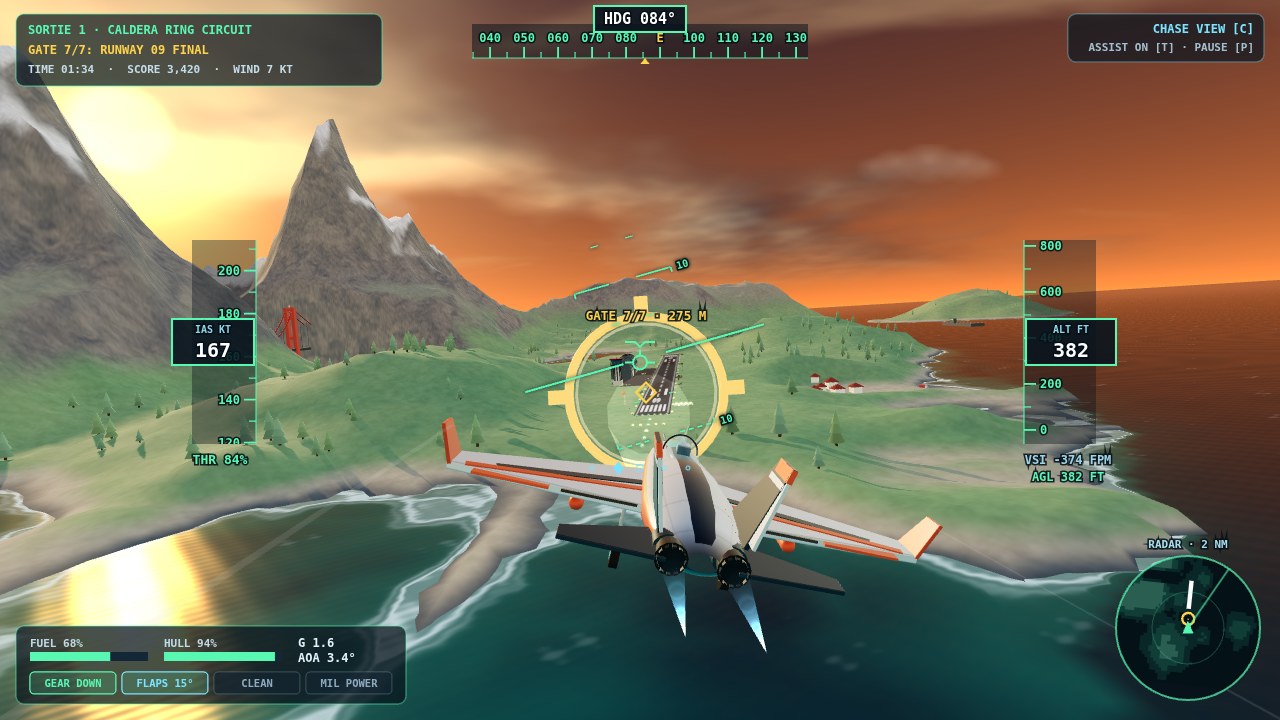 SORTIE 1 · CALDERA RING CIRCUIT
GATE 7/7: RUNWAY 09 FINAL
TIME 01:34 · SCORE 3,420 · WIND 7 KT
HDG 084°
040 050 060 070 080 E 100 110 120 130
CHASE VIEW [C]
ASSIST ON [T] · PAUSE [P]
200
180
IAS KT
167
140
120
THR 84%
10
GATE 7/7 · 275 M
10
800
600
ALT FT
382
200
0
VSI -374 FPM
AGL 382 FT
RADAR · 2 NM
FUEL 68%
HULL 94%
G 1.6
AOA 3.4°
GEAR DOWN
FLAPS 15°
CLEAN
MIL POWER